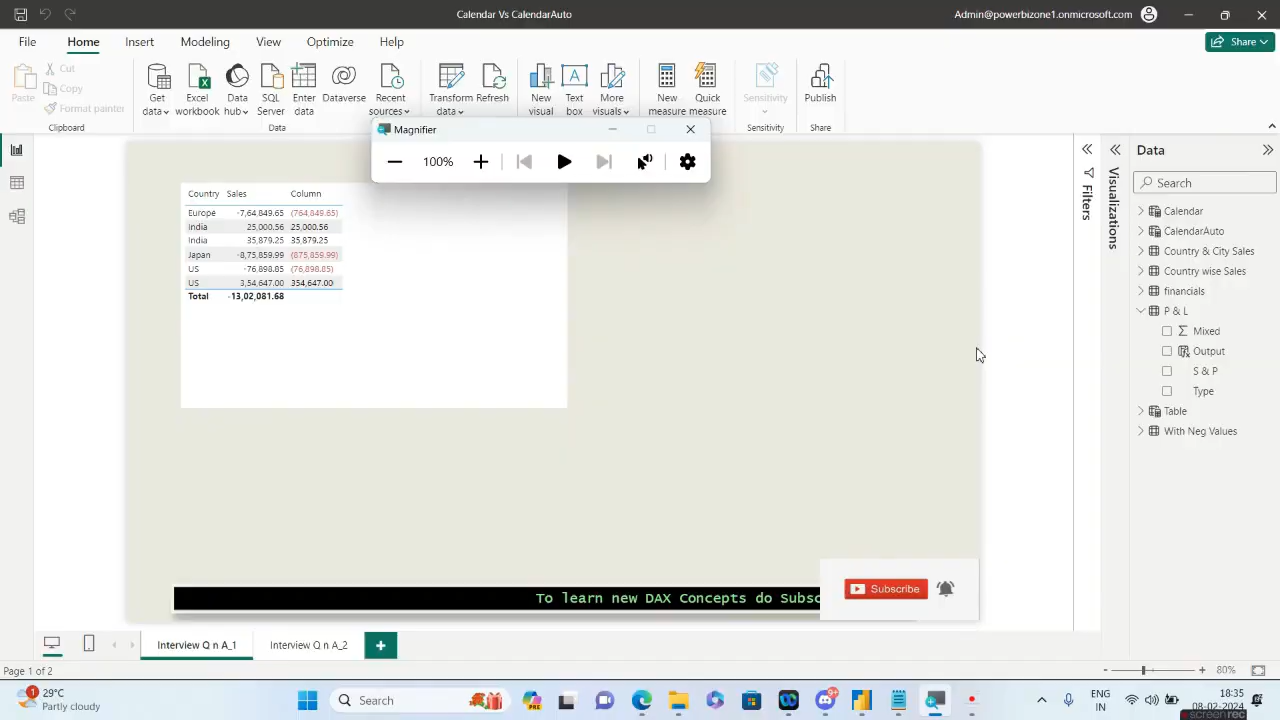 Calendar Vs CalendarAuto
Admin@powerbizone1.onmicrosoft.com
File Home Insert Modeling View Optimize Help
Share
Paste
Cut
Copy
Format painter
Clipboard
Get data
Excel workbook
Data hub
SQL Server
Enter data
Dataverse
Recent sources
Data
Transform data
Refresh
New visual
Text box
More visuals
New measure
Quick measure
Sensitivity
Sensitivity
Publish
Share
Magnifier
100%
Country Sales Column
Europe -7,64,849.65 (764,849.65)
India 25,000.56 25,000.56
India 35,879.25 35,879.25
Japan -8,75,859.99 (875,859.99)
US -76,898.85 (76,898.85)
US 3,54,647.00 354,647.00
Total -13,02,081.68
To learn new DAX Concepts do Subsc
Subscribe
Filters
Visualizations
Data
Search
Calendar
CalendarAuto
Country & City Sales
Country wise Sales
financials
P & L
Mixed
Output
S & P
Type
Table
With Neg Values
Interview Q n A_1
Interview Q n A_2
Page 1 of 2
80%
1
29°C
Partly cloudy
Search
ENG
IN
18:35
08-02-2024
screenrec